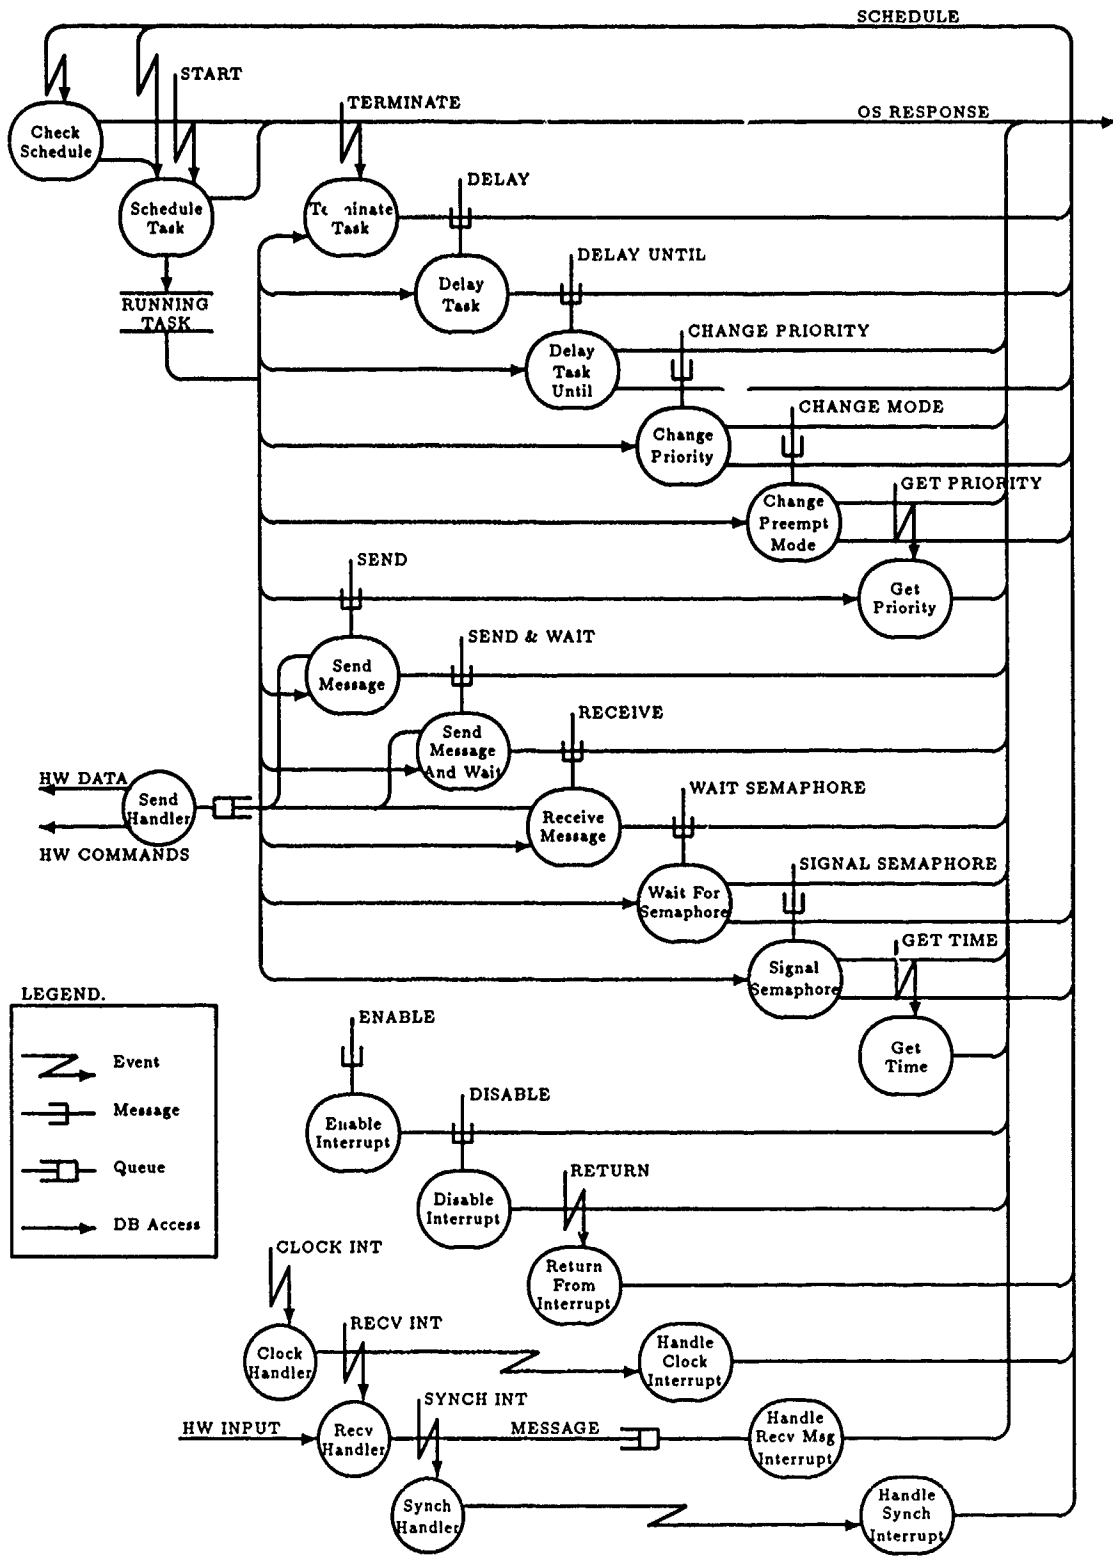 SCHEDULE
START
TERMINATE
OS RESPONSE
Check
Schedule
DELAY
Schedule
Task
Task
DELAY UNTIL
Delay
Task
RUNNING
TASK
CHANGE PRIORITY
Delay
Task
Until
CHANGE MODE
Change
Priority
GET PRIORITY
Change
Preempt
Mode
SEND
Get
Priority
SEND & WAIT
Send
Message
RECEIVE
Send
Message
And Wait
HW DATA
Send
Handler
HW COMMANDS
WAIT SEMAPHORE
Receive
Message
SIGNAL SEMAPHORE
Wait For
Semaphore
GET TIME
Signal
Semaphore
LEGEND.
Event
Message
Queue
DB Access
ENABLE
Get
Time
DISABLE
Enable
Interrupt
RETURN
Disable
Interrupt
CLOCK INT
Return
From
Interrupt
RECV INT
Clock
Handler
Handle
Clock
Interrupt
SYNCH INT
HW INPUT
Recv
Handler
MESSAGE
Handle
Recv Msg
Interrupt
Synch
Handler
Handle
Synch
Interrupt